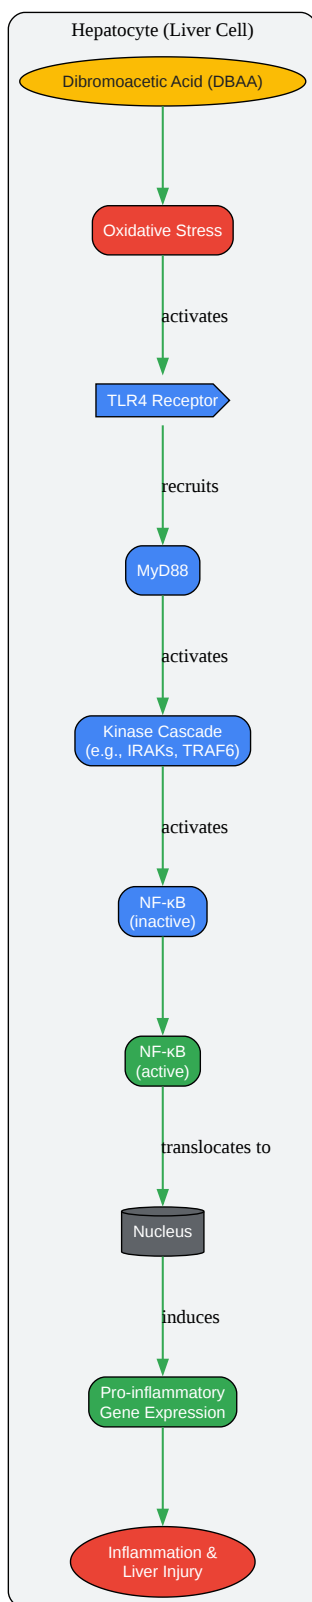 Hepatocyte (Liver Cell)
Dibromoacetic Acid (DBAA)
Oxidative Stress
activates
TLR4 Receptor
recruits
MyD88
activates
Kinase Cascade
(e.g., IRAKs, TRAF6)
activates
NF-κB
(inactive)
NF-κB
(active)
translocates to
Nucleus
induces
Pro-inflammatory
Gene Expression
Inflammation &
Liver Injury